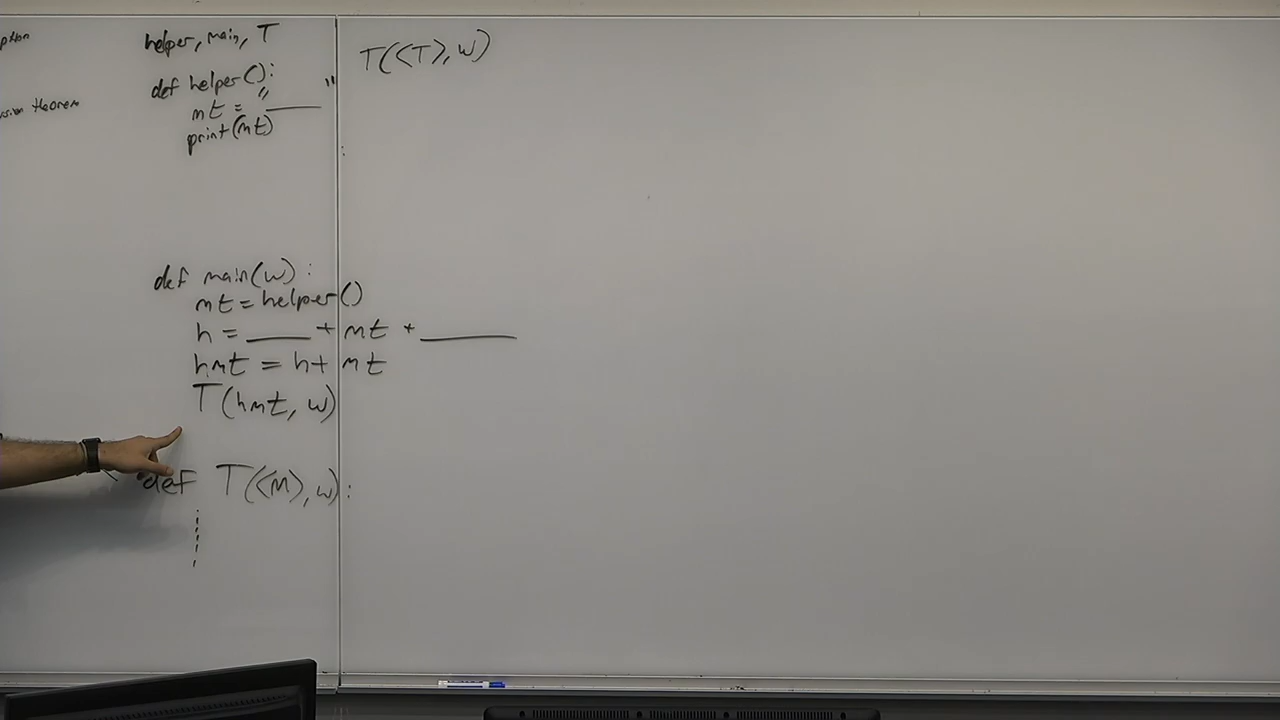 helper, main, T
def helper():
mt = "______"
print(mt)
def main(w):
mt = helper()
h = ____ + mt + ____
hmt = h + mt
T(hmt, w)
def T(<M>, w):
theorem
T(<T>, w)